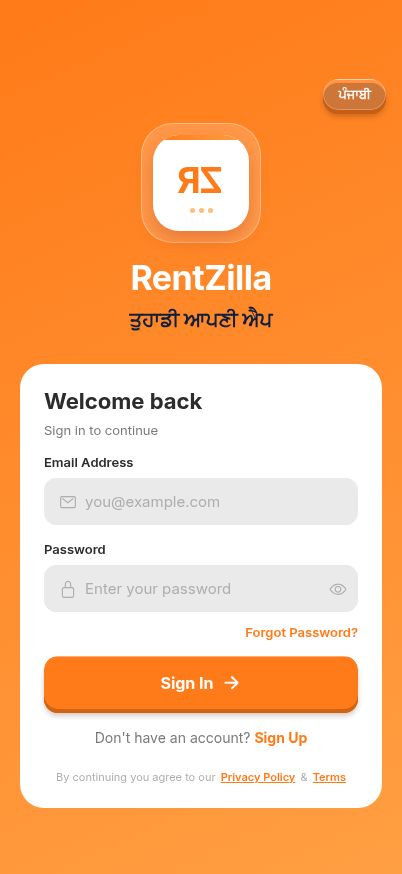 ਪੰਜਾਬੀ
RZ
RentZilla
ਤੁਹਾਡੀ ਆਪਣੀ ਐਪ
Welcome back
Sign in to continue
Email Address
you@example.com
Password
Enter your password
Forgot Password?
Sign In →
Don't have an account? Sign Up
By continuing you agree to our Privacy Policy & Terms